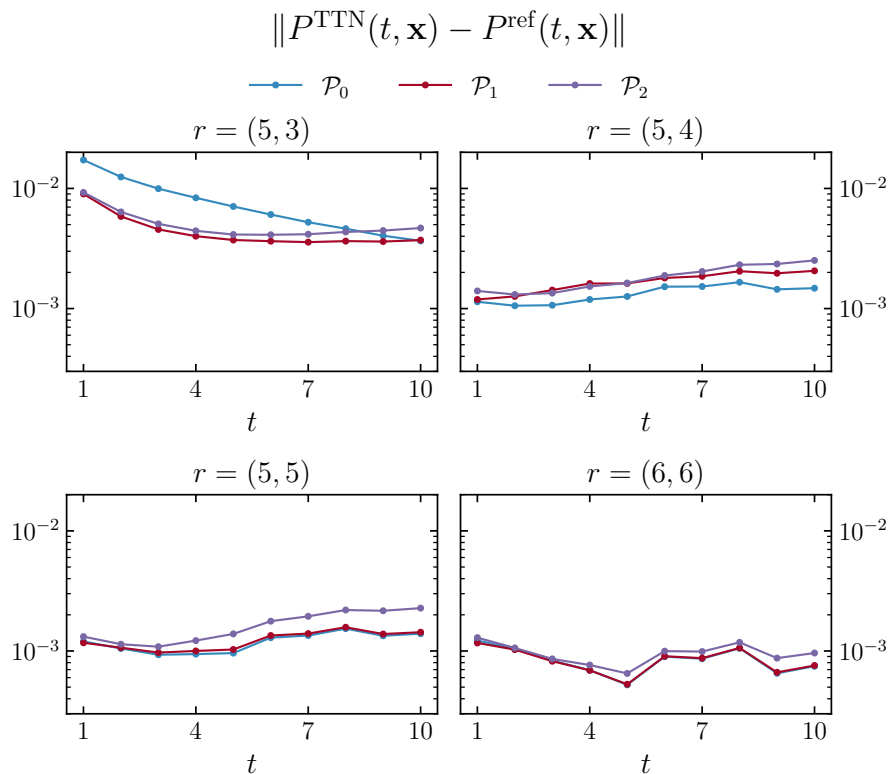 ‖P^TTN(t, x) − P^ref(t, x)‖
𝒫₀ 𝒫₁ 𝒫₂
r = (5, 3) r = (5, 4)
10⁻² 10⁻²
10⁻³ 10⁻³
1 4 7 10 1 4 7 10
t t
r = (5, 5) r = (6, 6)
10⁻² 10⁻²
10⁻³ 10⁻³
1 4 7 10 1 4 7 10
t t